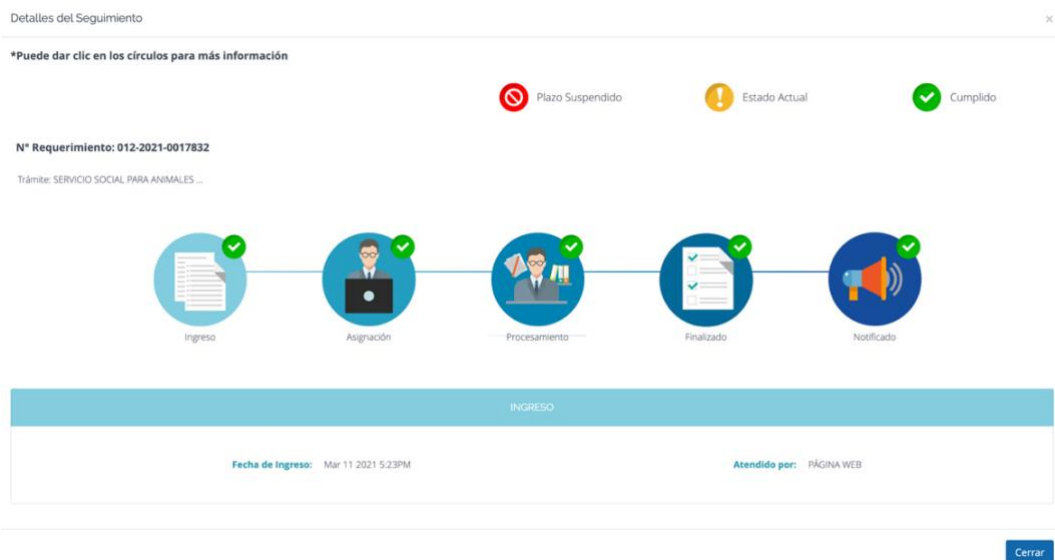 Detalles del Seguimiento
×
*Puede dar clic en los círculos para más información
Plazo Suspendido
Estado Actual
Cumplido
N° Requerimiento: 012-2021-0017832
Trámite: SERVICIO SOCIAL PARA ANIMALES ...
Ingreso
Asignación
Procesamiento
Finalizado
Notificado
INGRESO
Fecha de Ingreso: Mar 11 2021 5:23PM
Atendido por: PÁGINA WEB
Cerrar